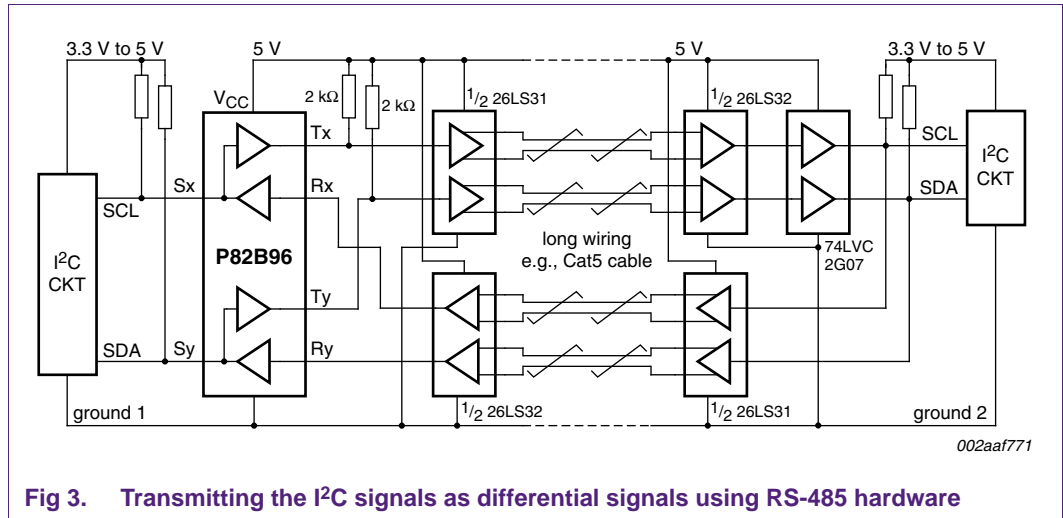 3.3 V to 5 V
5 V
5 V
3.3 V to 5 V
VCC
2 kΩ
2 kΩ
1/2 26LS31
1/2 26LS32
Tx
SCL
Sx
Rx
SCL
SDA
I²C
CKT
P82B96
long wiring
e.g., Cat5 cable
74LVC
2G07
I²C
CKT
Ty
SDA
Sy
Ry
ground 1
1/2 26LS32
1/2 26LS31
ground 2
002aaf771
Fig 3. Transmitting the I²C signals as differential signals using RS-485 hardware